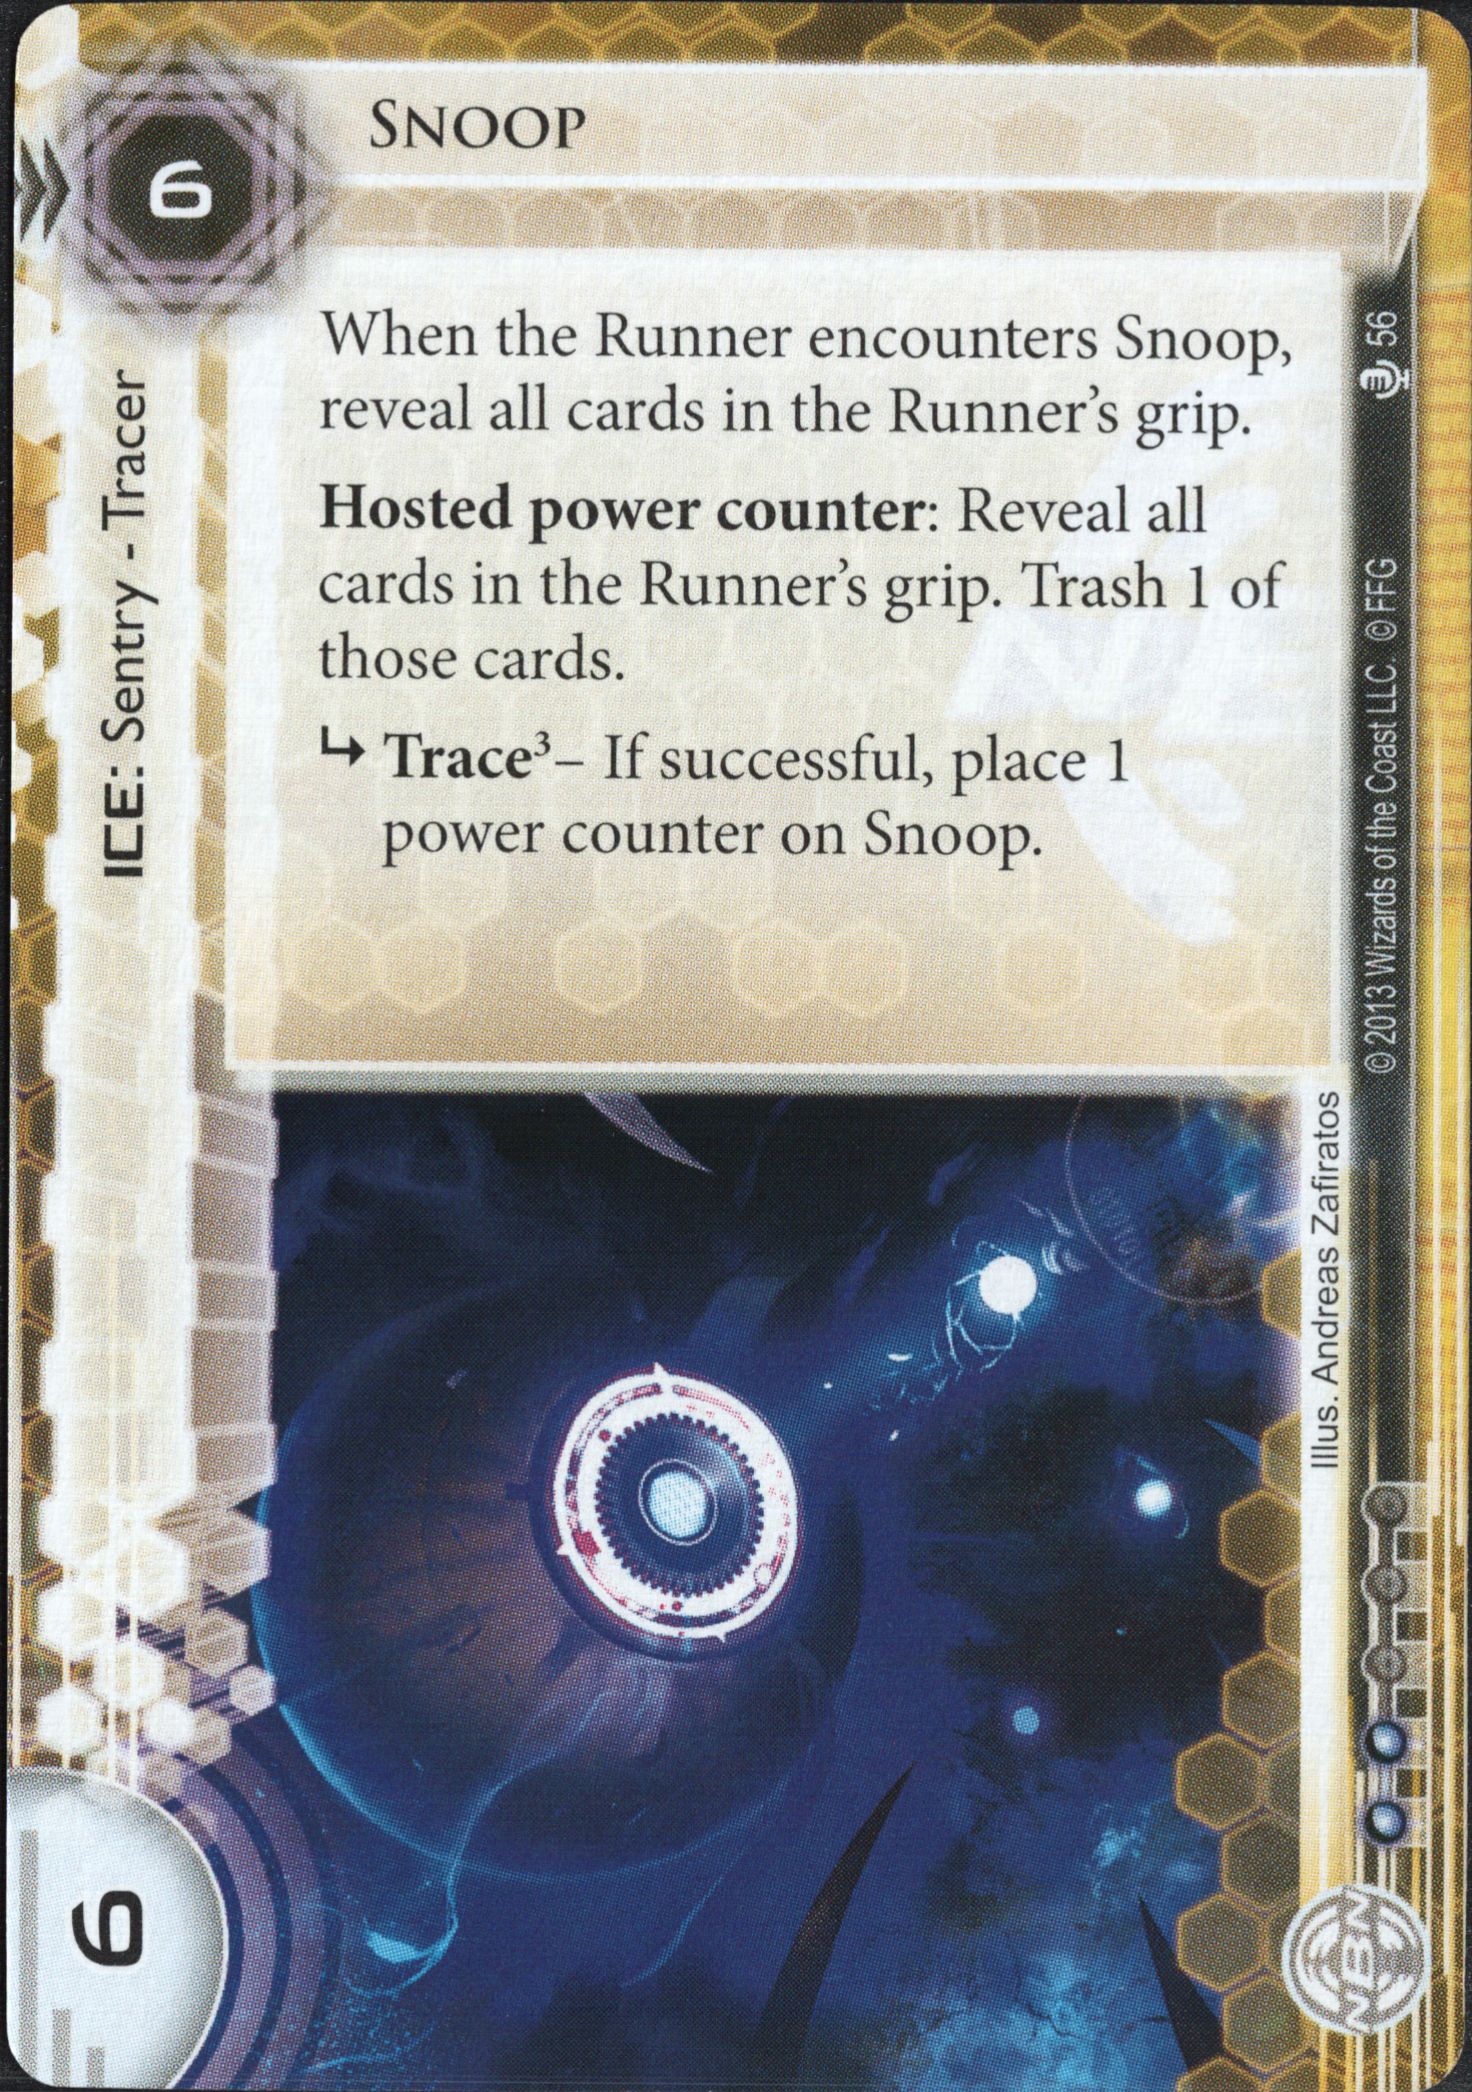 6
SNOOP
When the Runner encounters Snoop,
reveal all cards in the Runner's grip.
Hosted power counter: Reveal all
cards in the Runner's grip. Trash 1 of
those cards.
↳ Trace³– If successful, place 1
power counter on Snoop.
ICE: Sentry - Tracer
56
© 2013 Wizards of the Coast LLC. © FFG
Illus. Andreas Zafiratos
6
NBN